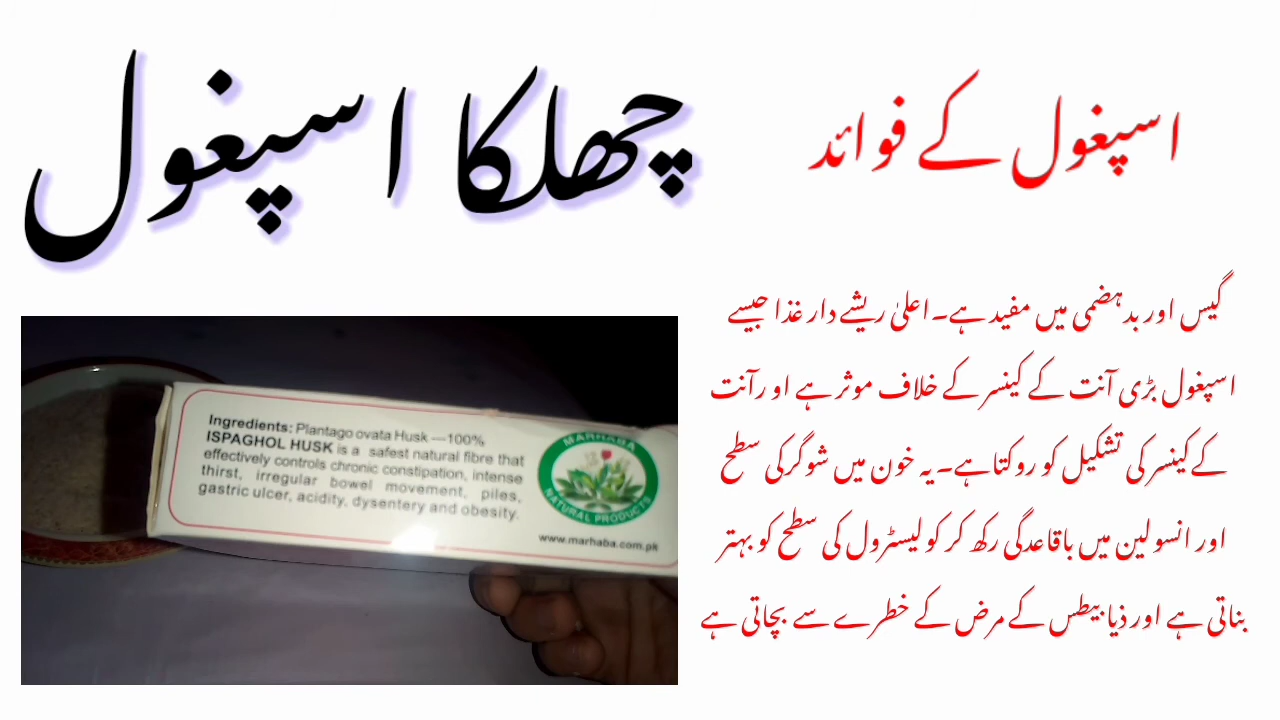 چھلکا اسپغول
اسپغول کے فوائد
گیس اور بدہضمی میں مفید ہے۔اعلیٰ ریشے دار غذا جیسے
اسپغول بڑی آنت کے کینسر کے خلاف موثر ہے او رآنت
کے کینسر کی تشکیل کو روکتا ہے۔ یہ خون میں شوگر کی سطح
اور انسولین میں باقاعدگی رکھ کر کولیسٹرول کی سطح کو بہتر
بناتی ہے اور ذیابیطس کے مرض کے خطرے سے بچاتی ہے
Ingredients: Plantago ovata Husk —100%
ISPAGHOL HUSK is a safest natural fibre that
effectively controls chronic constipation, intense
thirst, irregular bowel movement, piles,
gastric ulcer, acidity, dysentery and obesity.
MARHABA
NATURAL PRODUCTS
www.marhaba.com.pk